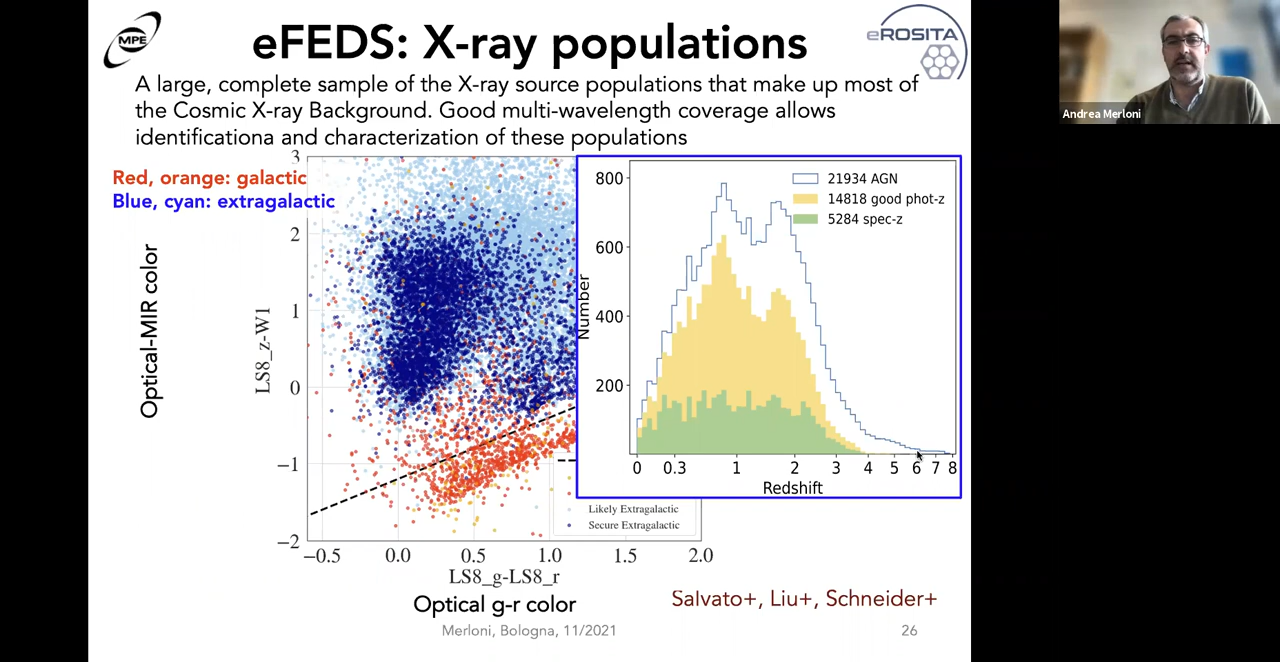 MPE
eFEDS: X-ray populations
eROSITA
A large, complete sample of the X-ray source populations that make up most of
the Cosmic X-ray Background. Good multi-wavelength coverage allows
identificationa and characterization of these populations
Red, orange: galactic
Blue, cyan: extragalactic
Optical-MIR color
LS8_z-W1
3
2
1
0
−1
−2
−0.5 0.0 0.5 1.0 1.5 2.0
LS8_g-LS8_r
Optical g-r color
Likely Extragalactic
Secure Extragalactic
21934 AGN
14818 good phot-z
5284 spec-z
Number
800
600
400
200
0 0.3 1 2 3 4 5 6 7 8
Redshift
Salvato+, Liu+, Schneider+
Merloni, Bologna, 11/2021
26
Andrea Merloni